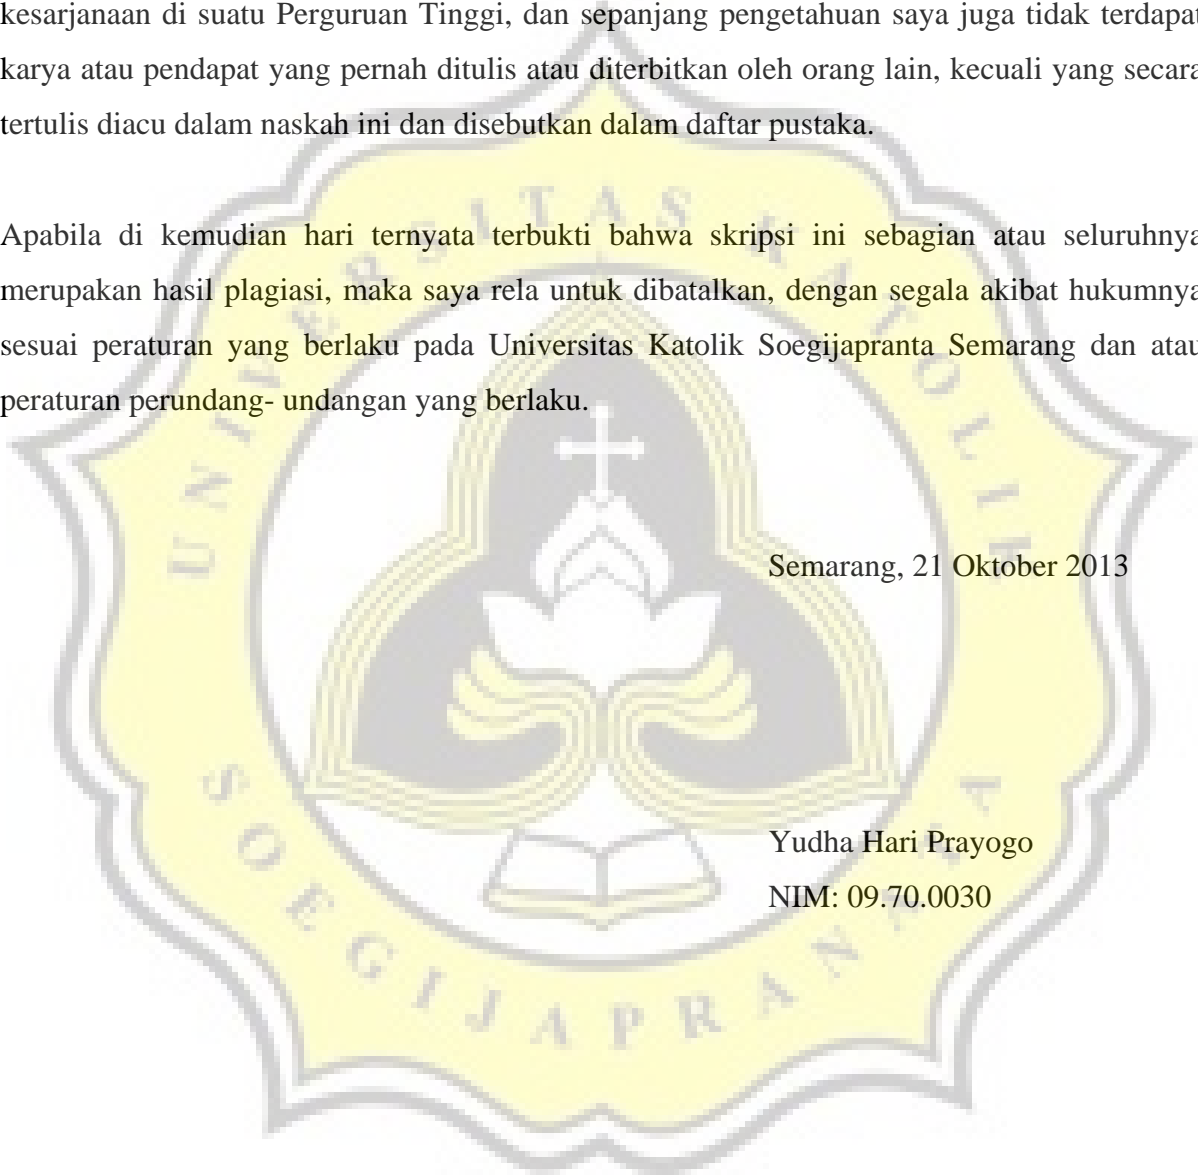 kesarjanaan di suatu Perguruan Tinggi, dan sepanjang pengetahuan saya juga tidak terdapat
karya atau pendapat yang pernah ditulis atau diterbitkan oleh orang lain, kecuali yang secara
tertulis diacu dalam naskah ini dan disebutkan dalam daftar pustaka.
Apabila di kemudian hari ternyata terbukti bahwa skripsi ini sebagian atau seluruhnya
merupakan hasil plagiasi, maka saya rela untuk dibatalkan, dengan segala akibat hukumnya
sesuai peraturan yang berlaku pada Universitas Katolik Soegijapranta Semarang dan atau
peraturan perundang- undangan yang berlaku.
Semarang, 21 Oktober 2013
Yudha Hari Prayogo
NIM: 09.70.0030
UNIVERSITAS KATOLIK
SOEGIJAPRANATA